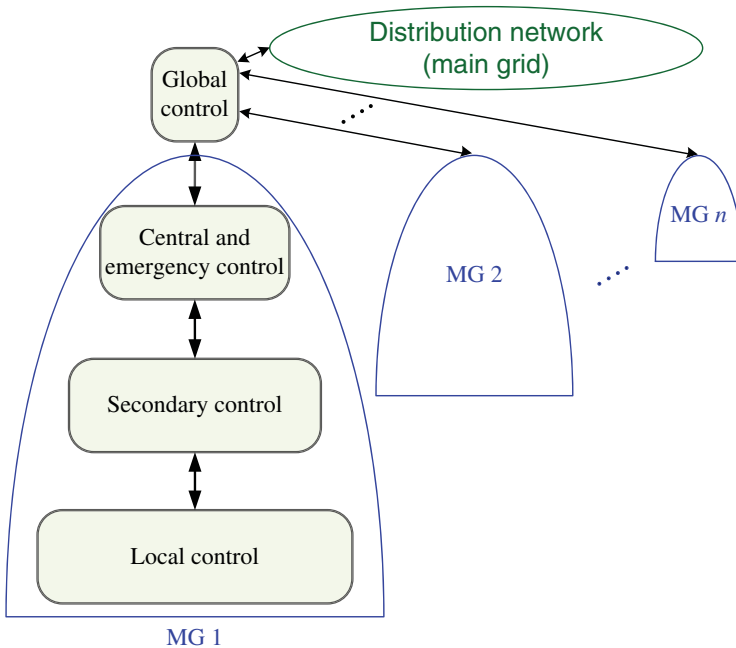 Distribution network
(main grid)
Global
control
Central and
emergency control
MG 2
MG n
Secondary control
Local control
MG 1